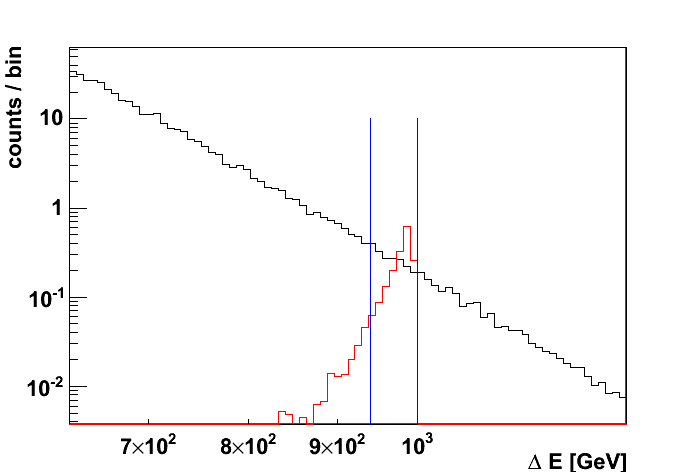 counts / bin
10
1
10⁻¹
10⁻²
7×10² 8×10² 9×10² 10³
Δ E [GeV]